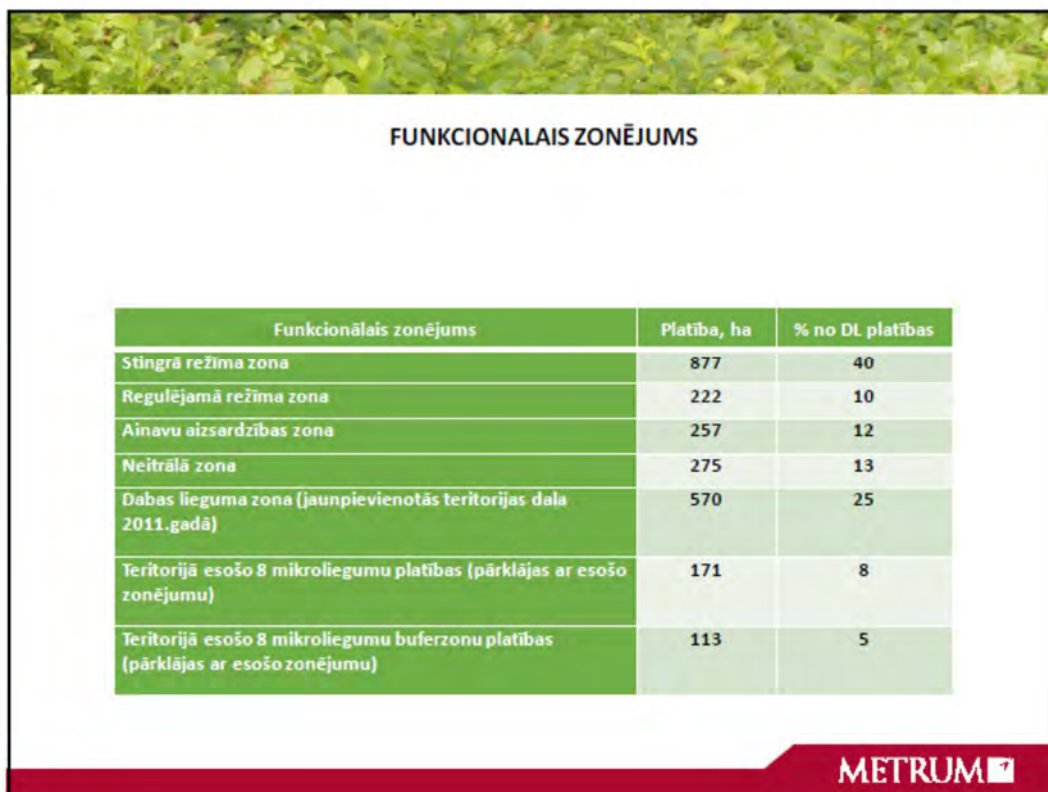 FUNKCIONALAIS ZONĒJUMS
Funkcionālais zonējums Platība, ha % no DL platības
Stingrā režīma zona 877 40
Regulējamā režīma zona 222 10
Ainavu aizsardzības zona 257 12
Neitrālā zona 275 13
Dabas lieguma zona (jaunpievienotās teritorijas daļa 570 25
2011.gadā)
Teritorijā esošo 8 mikroliegumu platības (pārklājas ar esošo 171 8
zonējumu)
Teritorijā esošo 8 mikroliegumu buferzonu platības 113 5
(pārklājas ar esošo zonējumu)
METRUM